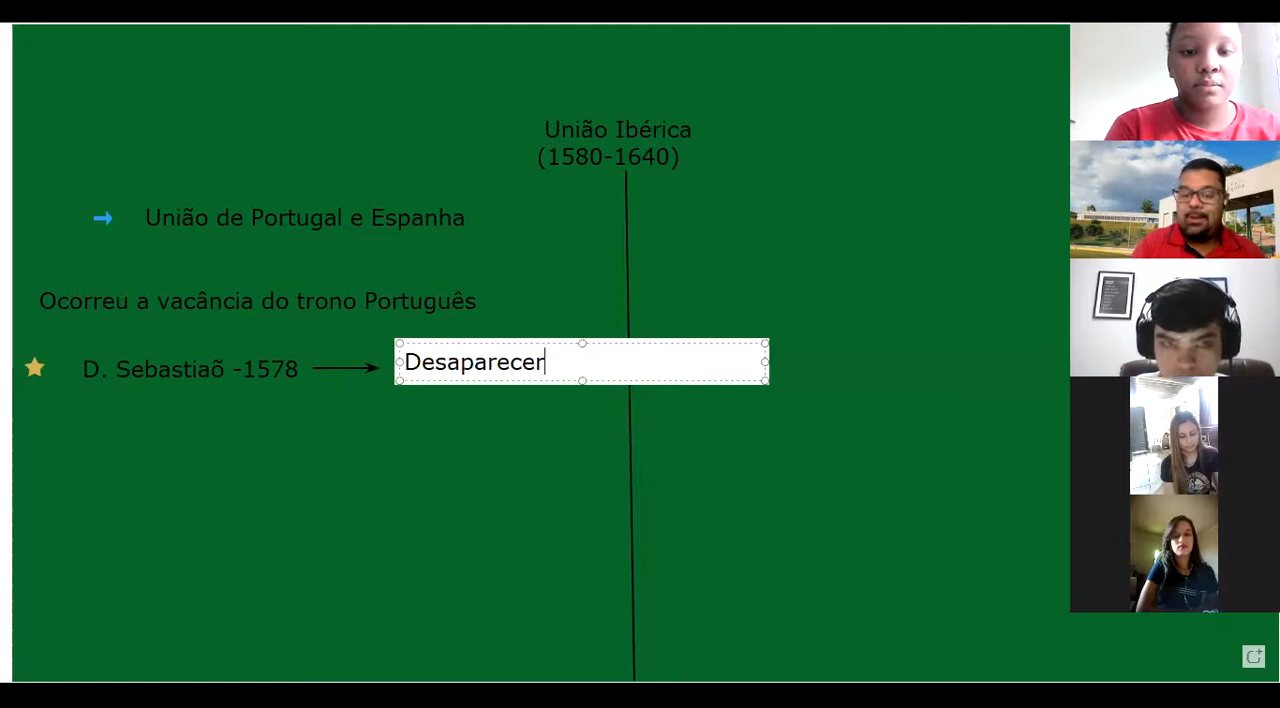 União Ibérica
(1580-1640)
União de Portugal e Espanha
Ocorreu a vacância do trono Português
D. Sebastiaõ -1578
Desaparecer